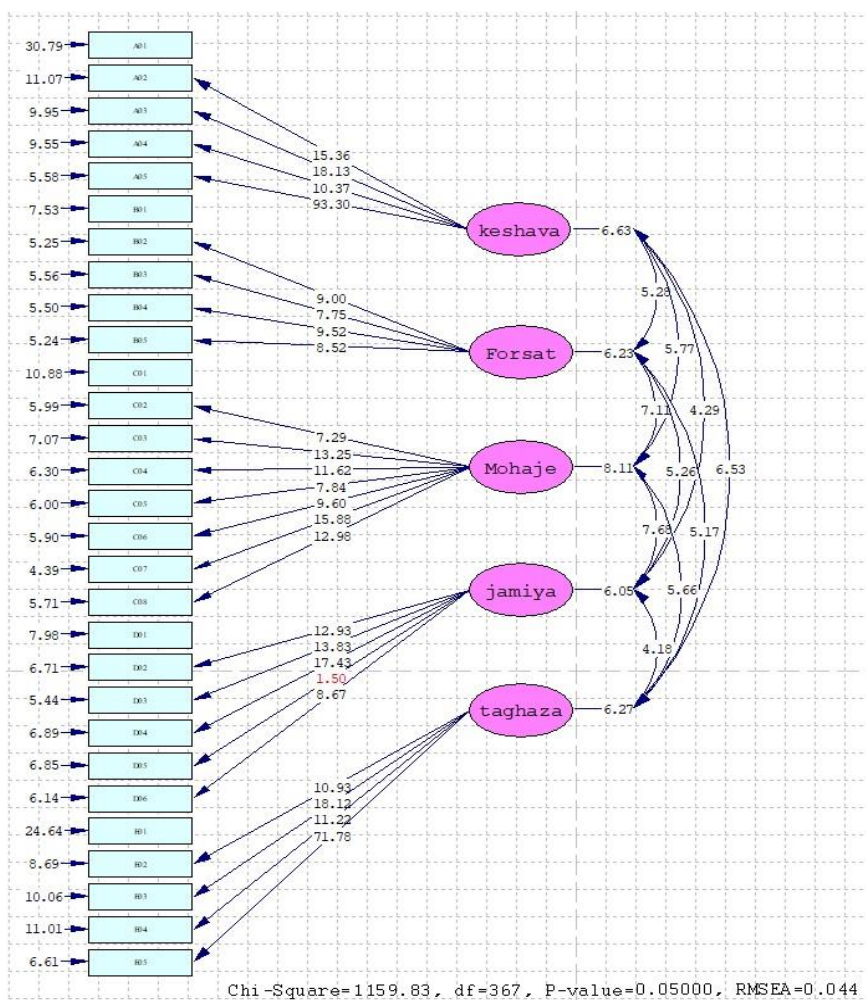 30.79 A01
11.07 A02
9.95 A03
9.55 A04
5.58 A05
7.53 B01
5.25 B02
5.56 B03
5.50 B04
5.24 B05
10.88 C01
5.99 C02
7.07 C03
6.30 C04
6.00 C05
5.90 C06
4.39 C07
5.71 C08
7.98 D01
6.71 D02
5.44 D03
6.89 D04
6.85 D05
6.14 D06
24.64 E01
8.69 E02
10.06 E03
11.01 E04
6.61 E05
15.36
18.13
10.37
93.30
9.00
7.75
9.52
8.52
7.29
13.25
11.62
7.84
9.60
15.88
12.98
12.93
13.83
17.43
1.50
8.67
10.93
18.12
11.22
71.78
keshava 6.63
Forsat 6.23
Mohaje 8.11
jamiya 6.05
taghaza 6.27
5.28
5.77
7.11
4.29
5.26
6.53
7.68
5.17
5.66
4.18
Chi-Square=1159.83, df=367, P-value=0.05000, RMSEA=0.044